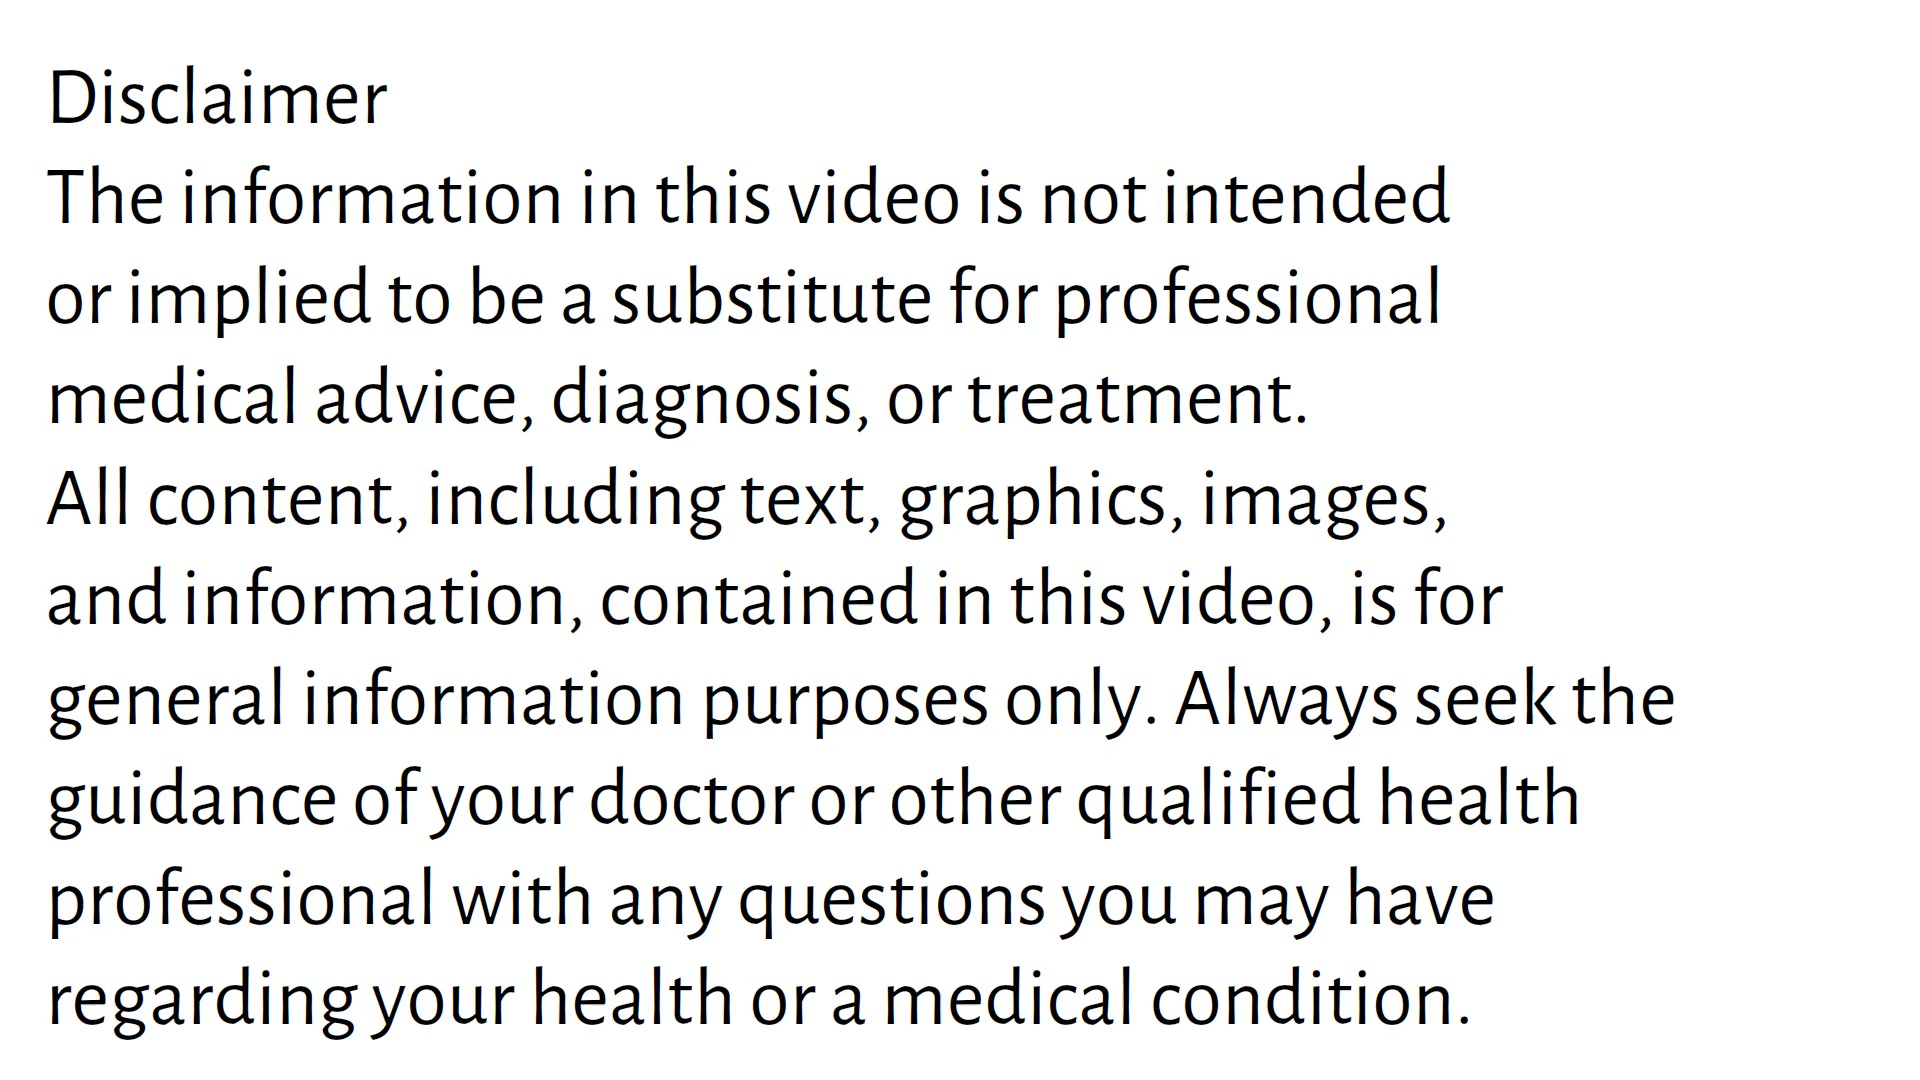 Disclaimer
The information in this video is not intended
or implied to be a substitute for professional
medical advice, diagnosis, or treatment.
All content, including text, graphics, images,
and information, contained in this video, is for
general information purposes only. Always seek the
guidance of your doctor or other qualified health
professional with any questions you may have
regarding your health or a medical condition.